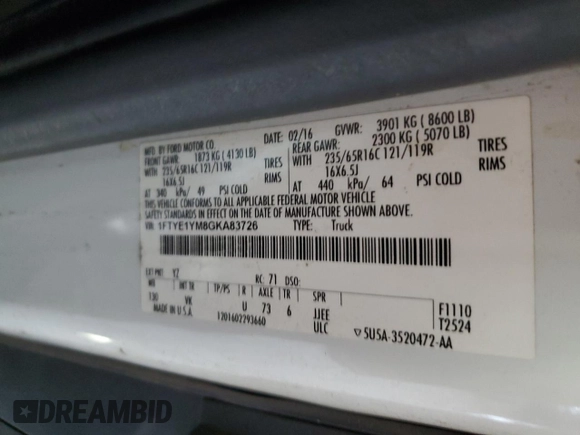 MFD. BY FORD MOTOR CO.
DATE: 02/16 GVWR: 3901 KG ( 8600 LB)
FRONT GAWR: 1873 KG ( 4130 LB) REAR GAWR: 2300 KG ( 5070 LB)
WITH 235/65R16C 121/119R TIRES WITH 235/65R16C 121/119R TIRES
16X6.5J RIMS 16X6.5J RIMS
AT 340 kPa/ 49 PSI COLD AT 440 kPa/ 64 PSI COLD
THIS VEHICLE CONFORMS TO ALL APPLICABLE FEDERAL MOTOR VEHICLE
SAFETY STANDARDS IN EFFECT ON THE DATE OF MANUFACTURE SHOWN ABOVE.
VIN: 1FTYE1YM8GKA83726 TYPE: Truck
EXT PNT: YZ RC: 71 DSO:
WB INT TR TP/PS R AXLE TR SPR
130 VK U 73 6 JJEE F1110
MADE IN U.S.A. 1201602293660 ULC T2524
5U5A-3520472-AA
DREAMBID